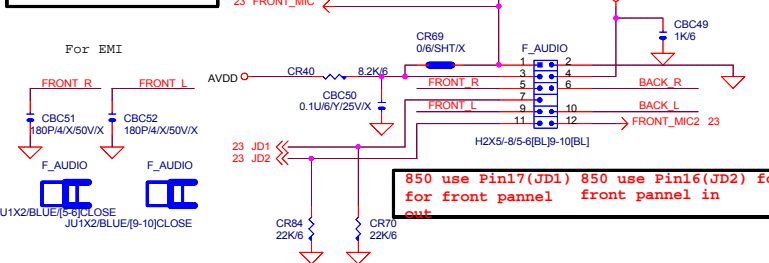 23 FRONT_MIC
CR69
0/6/SHT/X
CBC49
1K/6
For EMI
F_AUDIO
1 2
3 4
5 6
7
9 10
11 12
AVDD
CR40
8.2K/6
FRONT_R
FRONT_L
FRONT_R
BACK_R
CBC50
0.1U/6/Y/25V/X
FRONT_L
BACK_L
CBC51
180P/4/X/50V/X
CBC52
180P/4/X/50V/X
FRONT_MIC2 23
H2X5/-8/5-6[BL]9-10[BL]
23 JD1
23 JD2
F_AUDIO
F_AUDIO
JU1X2/BLUE/[5-6]CLOSE
JU1X2/BLUE/[9-10]CLOSE
850 use Pin17(JD1)
for front pannel
out
850 use Pin16(JD2) fo
front pannel in
CR84
22K/6
CR70
22K/6